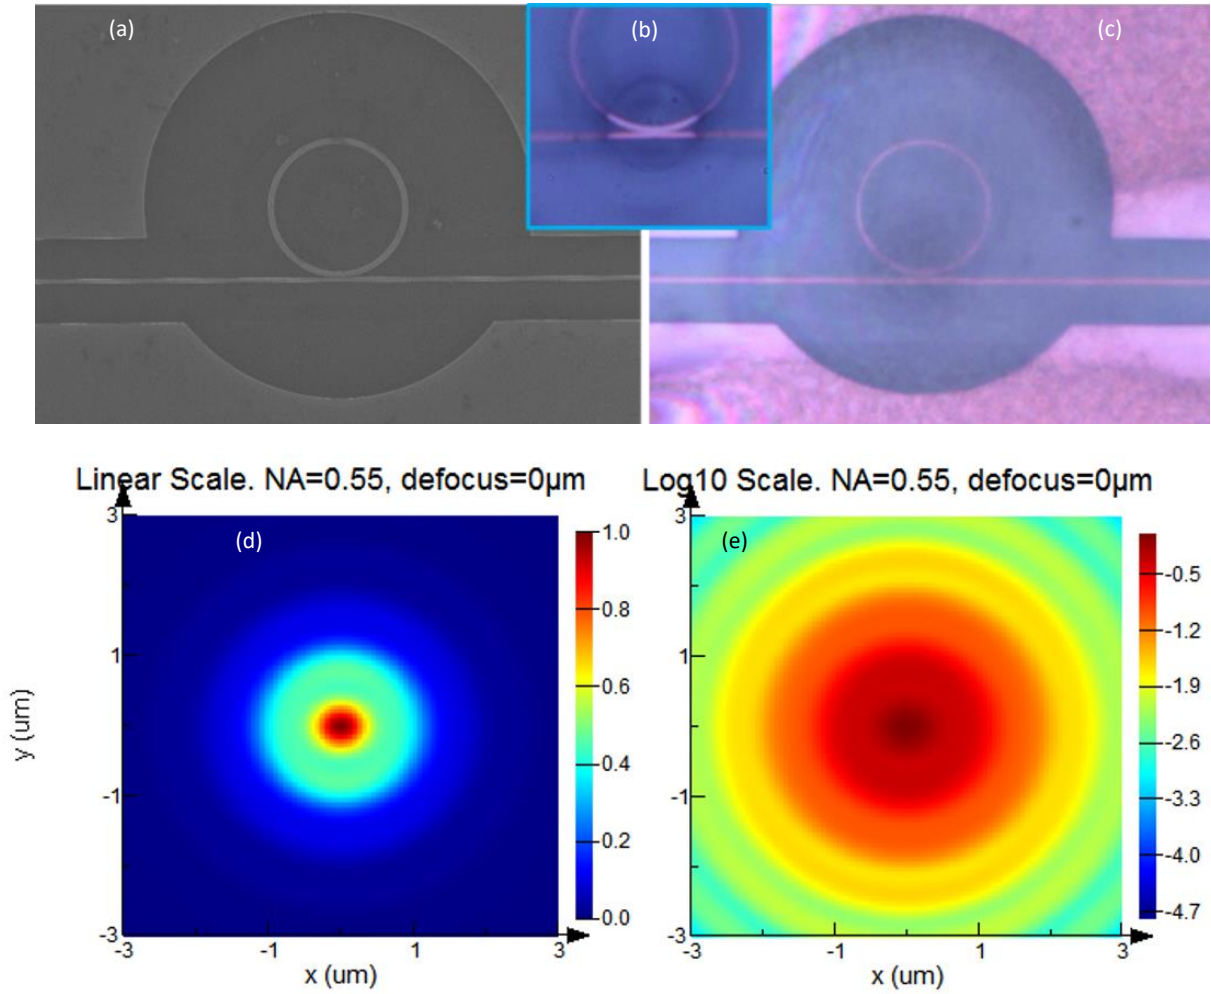 (a)
(b)
(c)
Linear Scale. NA=0.55, defocus=0µm
Log10 Scale. NA=0.55, defocus=0µm
(d)
(e)
3
1
-1
-3
-3
-1
1
3
x (um)
y (um)
1.0
0.8
0.6
0.4
0.2
0.0
3
1
-1
-3
-3
-1
1
3
x (um)
-0.5
-1.2
-1.9
-2.6
-3.3
-4.0
-4.7